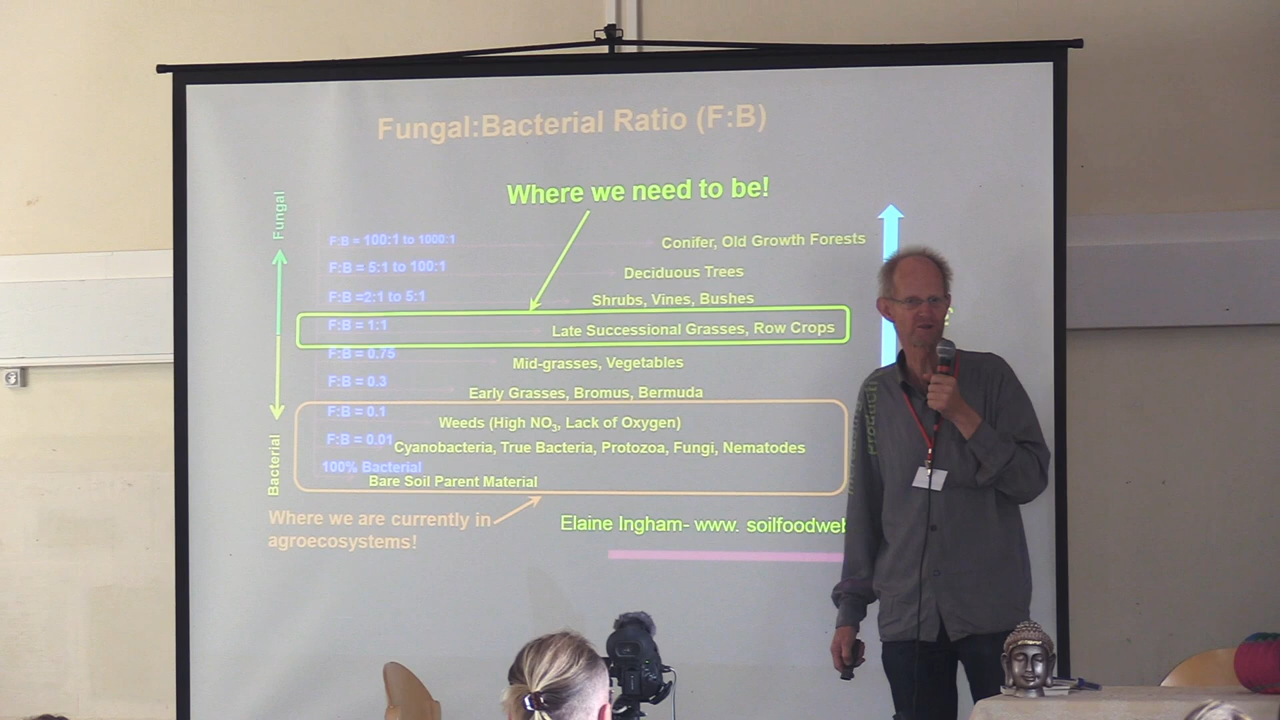 Fungal:Bacterial Ratio (F:B)
Where we need to be!
Fungal
F:B = 100:1 to 1000:1 Conifer, Old Growth Forests
F:B = 5:1 to 100:1 Deciduous Trees
F:B =2:1 to 5:1 Shrubs, Vines, Bushes
F:B = 1:1 Late Successional Grasses, Row Crops
F:B = 0.75 Mid-grasses, Vegetables
F:B = 0.3 Early Grasses, Bromus, Bermuda
F:B = 0.1 Weeds (High NO3, Lack of Oxygen)
F:B = 0.01 Cyanobacteria, True Bacteria, Protozoa, Fungi, Nematodes
100% Bacterial
Bare Soil Parent Material
Bacterial
Where we are currently in
agroecosystems!
Elaine Ingham- www. soilfoodweb